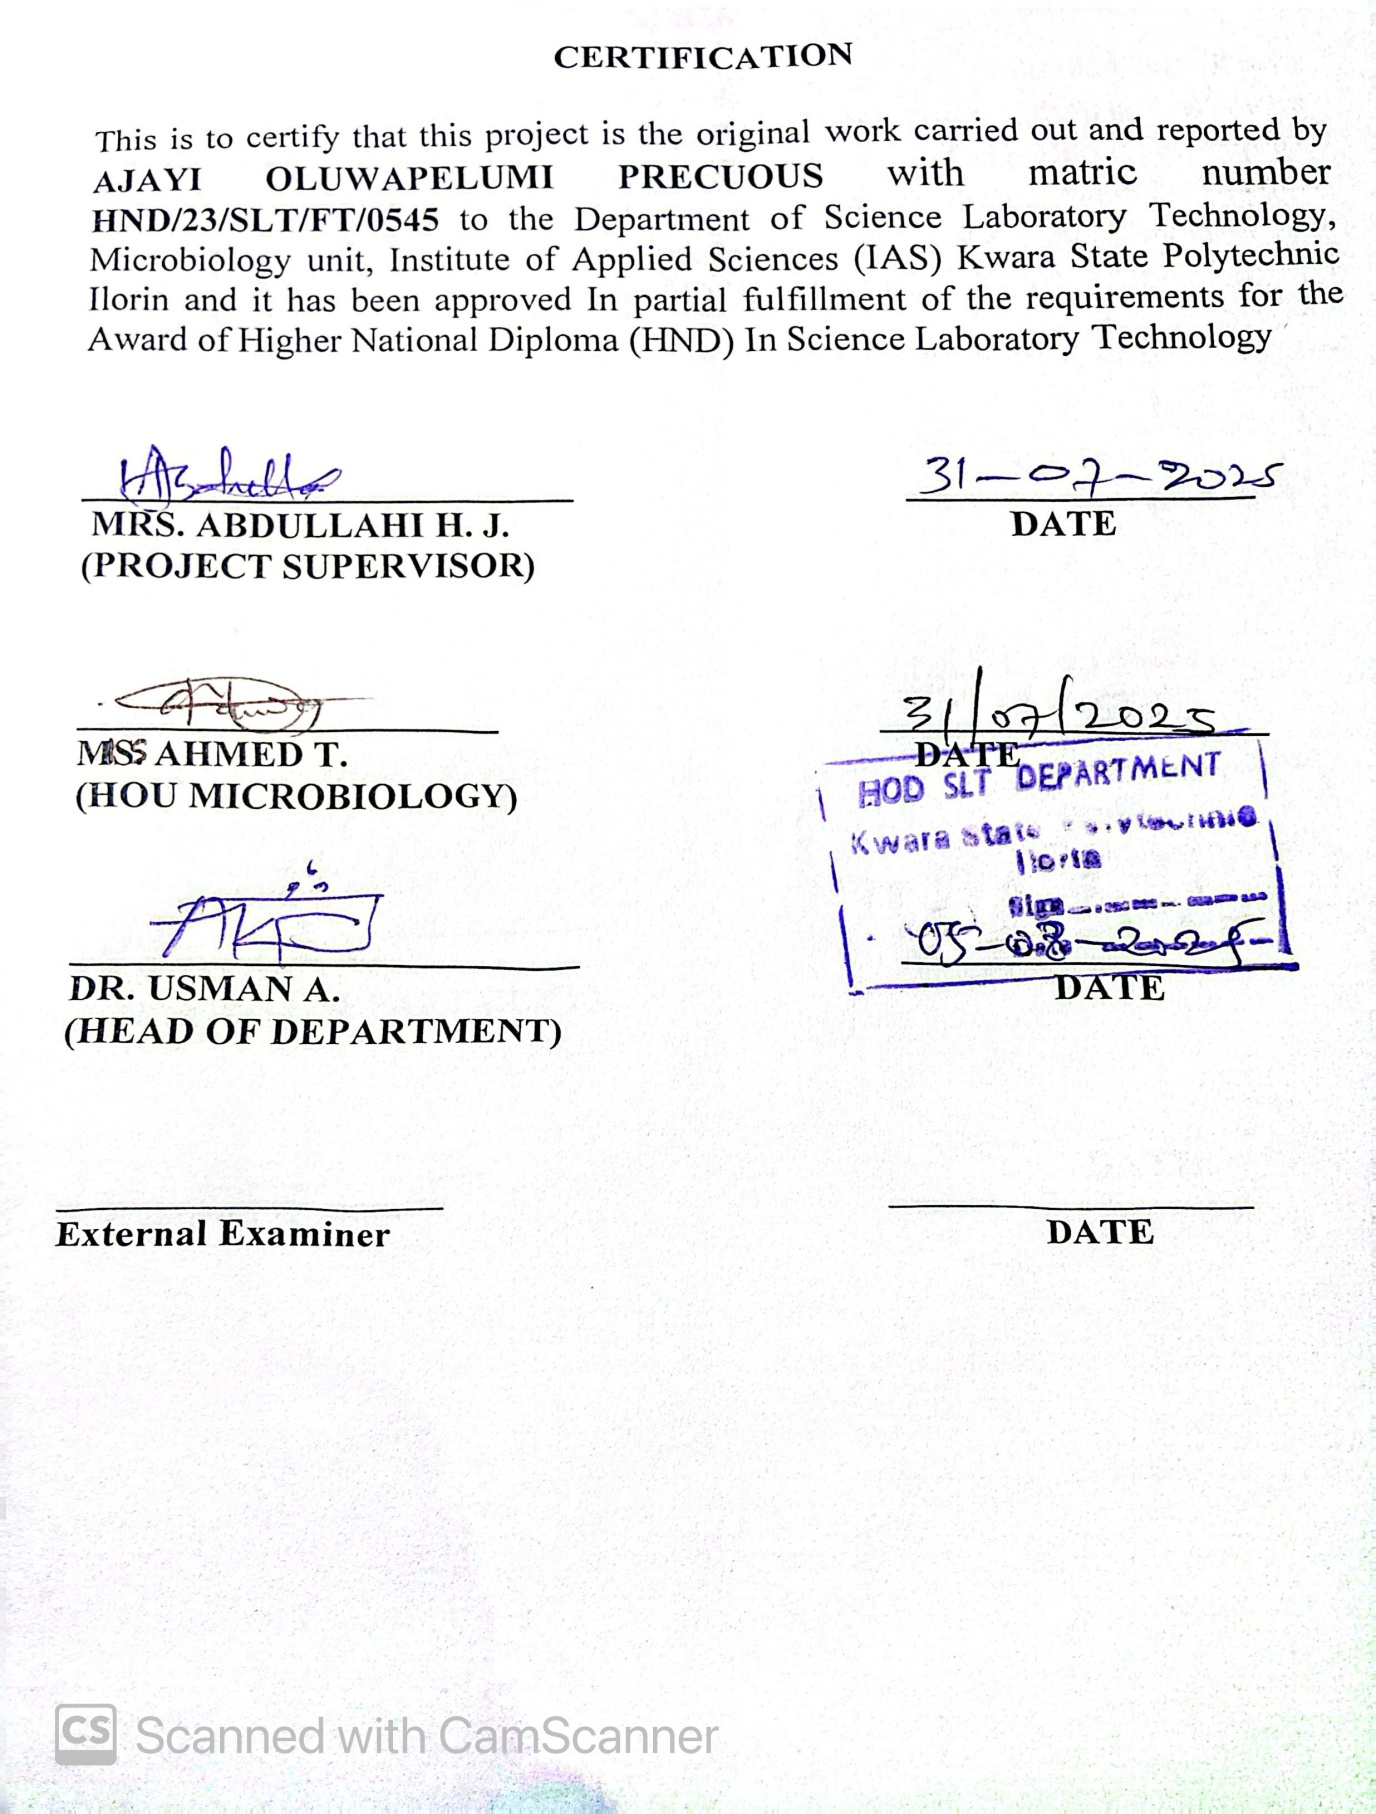 CERTIFICATION
This is to certify that this project is the original work carried out and reported by
AJAYI OLUWAPELUMI PRECUOUS with matric number
HND/23/SLT/FT/0545 to the Department of Science Laboratory Technology,
Microbiology unit, Institute of Applied Sciences (IAS) Kwara State Polytechnic
Ilorin and it has been approved In partial fulfillment of the requirements for the
Award of Higher National Diploma (HND) In Science Laboratory Technology
31-07-2025
MRS. ABDULLAHI H. J. DATE
(PROJECT SUPERVISOR)
31/07/2025
AHMED T. DATE
(HOU MICROBIOLOGY)
HOD SLT DEPARTMENT
Kwara State Polytechnic
Ilorin
Sign
05-08-2025
DR. USMAN A. DATE
(HEAD OF DEPARTMENT)
External Examiner DATE
CS Scanned with CamScanner